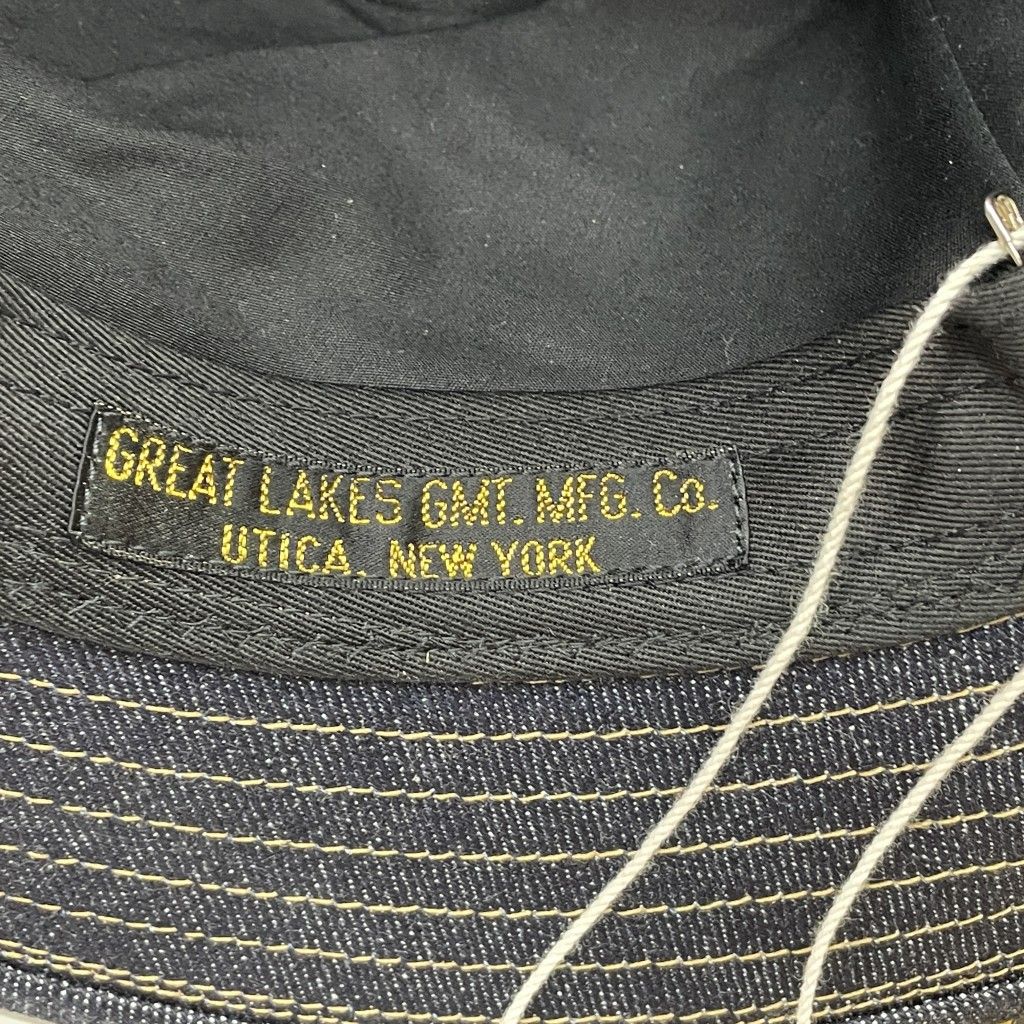 GREAT LAKES GMT. MFG. Co.
UTICA, NEW YORK